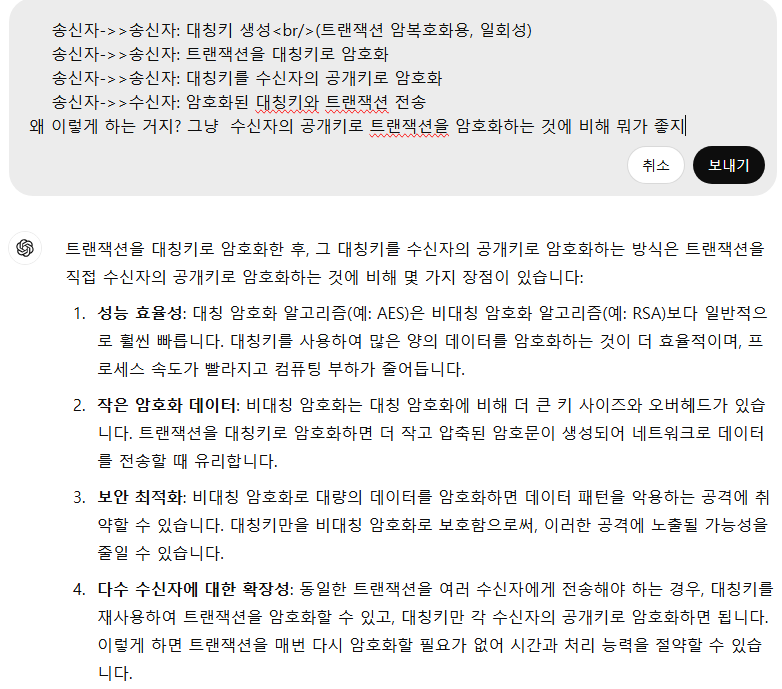 송신자->>송신자: 대칭키 생성<br/>(트랜잭션 암복호화용, 일회성)
송신자->>송신자: 트랜잭션을 대칭키로 암호화
송신자->>송신자: 대칭키를 수신자의 공개키로 암호화
송신자->>수신자: 암호화된 대칭키와 트랜잭션 전송
왜 이렇게 하는 거지? 그냥  수신자의 공개키로 트랜잭션을 암호화하는 것에 비해 뭐가 좋지
취소
보내기
트랜잭션을 대칭키로 암호화한 후, 그 대칭키를 수신자의 공개키로 암호화하는 방식은 트랜잭션을
직접 수신자의 공개키로 암호화하는 것에 비해 몇 가지 장점이 있습니다:
1. 성능 효율성: 대칭 암호화 알고리즘(예: AES)은 비대칭 암호화 알고리즘(예: RSA)보다 일반적으
로 훨씬 빠릅니다. 대칭키를 사용하여 많은 양의 데이터를 암호화하는 것이 더 효율적이며, 프
로세스 속도가 빨라지고 컴퓨팅 부하가 줄어듭니다.
2. 작은 암호화 데이터: 비대칭 암호화는 대칭 암호화에 비해 더 큰 키 사이즈와 오버헤드가 있습
니다. 트랜잭션을 대칭키로 암호화하면 더 작고 압축된 암호문이 생성되어 네트워크로 데이터
를 전송할 때 유리합니다.
3. 보안 최적화: 비대칭 암호화로 대량의 데이터를 암호화하면 데이터 패턴을 악용하는 공격에 취
약할 수 있습니다. 대칭키만을 비대칭 암호화로 보호함으로써, 이러한 공격에 노출될 가능성을
줄일 수 있습니다.
4. 다수 수신자에 대한 확장성: 동일한 트랜잭션을 여러 수신자에게 전송해야 하는 경우, 대칭키를
재사용하여 트랜잭션을 암호화할 수 있고, 대칭키만 각 수신자의 공개키로 암호화하면 됩니다.
이렇게 하면 트랜잭션을 매번 다시 암호화할 필요가 없어 시간과 처리 능력을 절약할 수 있습
니다.